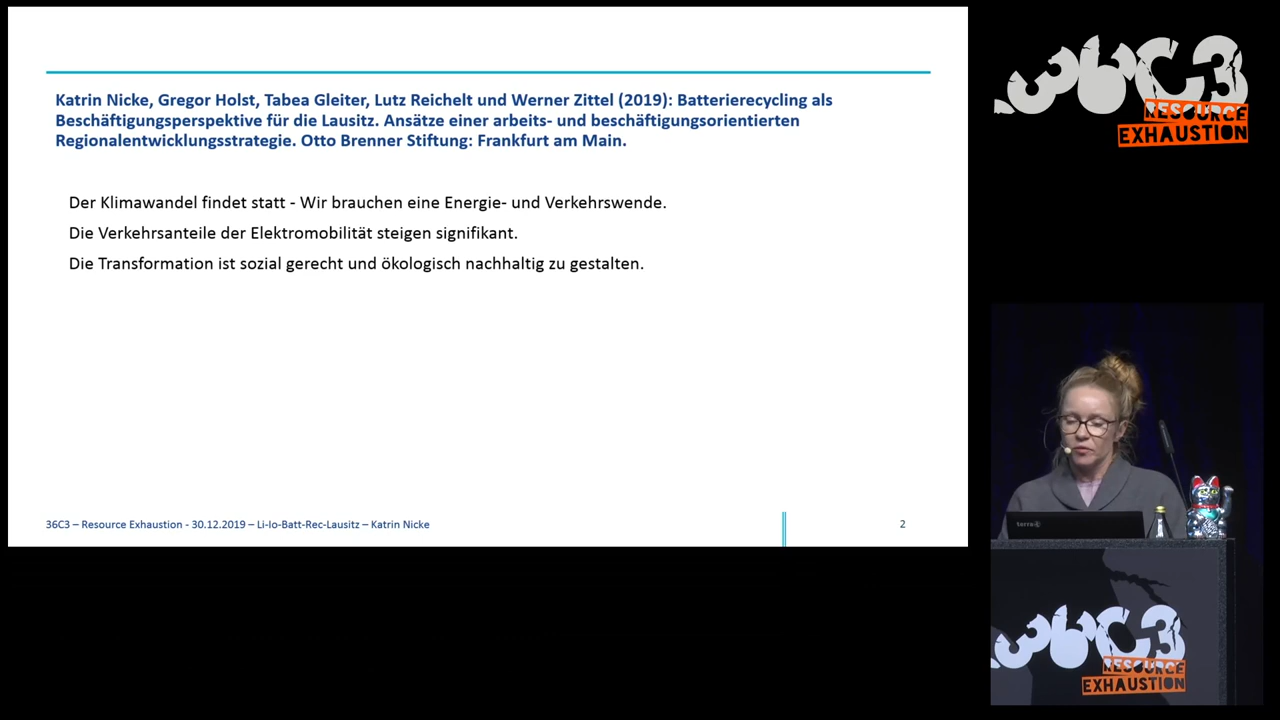 Katrin Nicke, Gregor Holst, Tabea Gleiter, Lutz Reichelt und Werner Zittel (2019): Batterierecycling als
Beschäftigungsperspektive für die Lausitz. Ansätze einer arbeits- und beschäftigungsorientierten
Regionalentwicklungsstrategie. Otto Brenner Stiftung: Frankfurt am Main.
Der Klimawandel findet statt - Wir brauchen eine Energie- und Verkehrswende.
Die Verkehrsanteile der Elektromobilität steigen signifikant.
Die Transformation ist sozial gerecht und ökologisch nachhaltig zu gestalten.
36C3 – Resource Exhaustion - 30.12.2019 – Li-Io-Batt-Rec-Lausitz – Katrin Nicke
2
36C3
RESOURCE
EXHAUSTION
terra
36C3
RESOURCE
EXHAUSTION